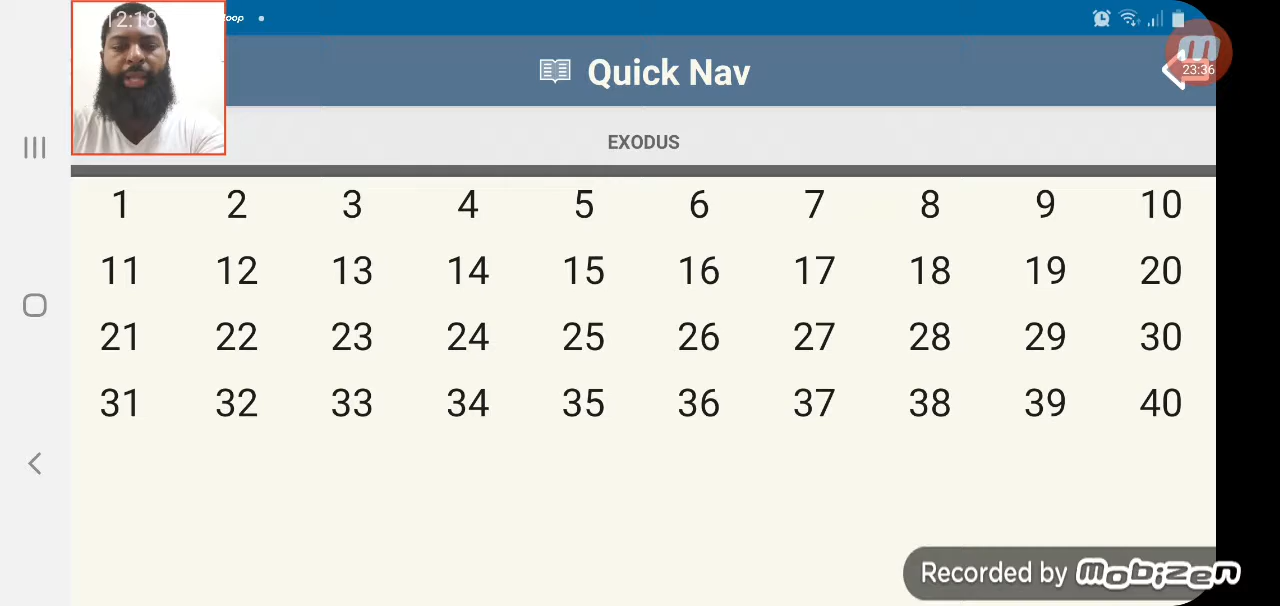 12:18 loop
Quick Nav
23:36
EXODUS
1 2 3 4 5 6 7 8 9 10
11 12 13 14 15 16 17 18 19 20
21 22 23 24 25 26 27 28 29 30
31 32 33 34 35 36 37 38 39 40
Recorded by mobizen